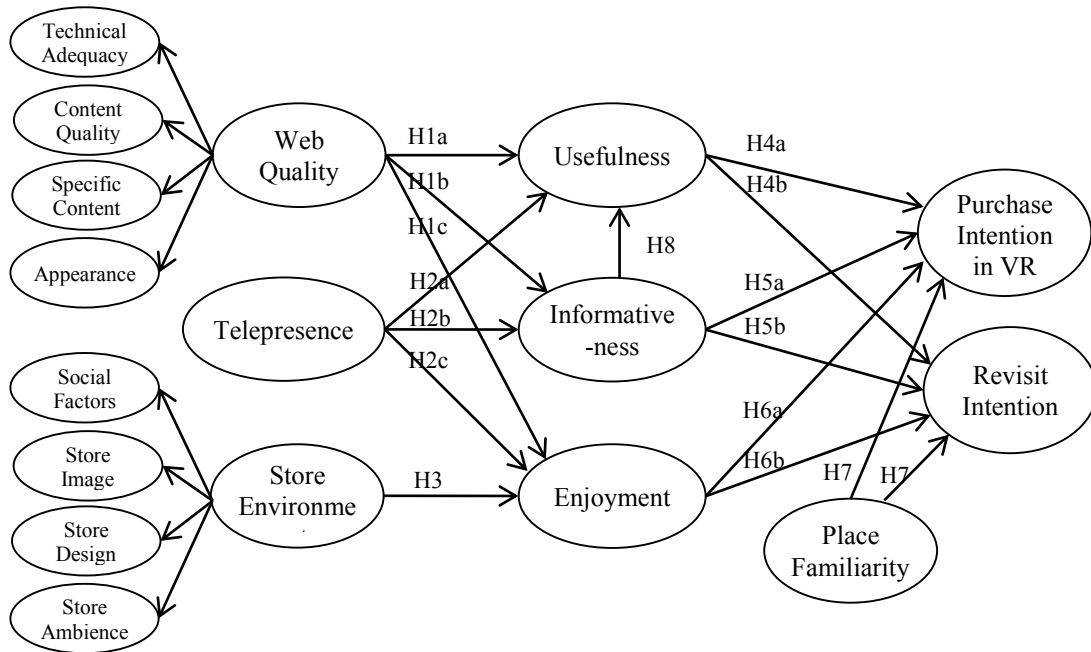 Technical
Adequacy
Content
Quality
Specific
Content
Appearance
Web
Quality
Telepresence
Social
Factors
Store
Image
Store
Design
Store
Ambience
Store
Environme
H1a
H1b
H1c
H2a
H2b
H2c
H3
Usefulness
H8
Informative-
-ness
Enjoyment
H4a
H4b
H5a
H5b
H6a
H6b
H7
H7
Purchase
Intention
in VR
Revisit
Intention
Place
Familiarity